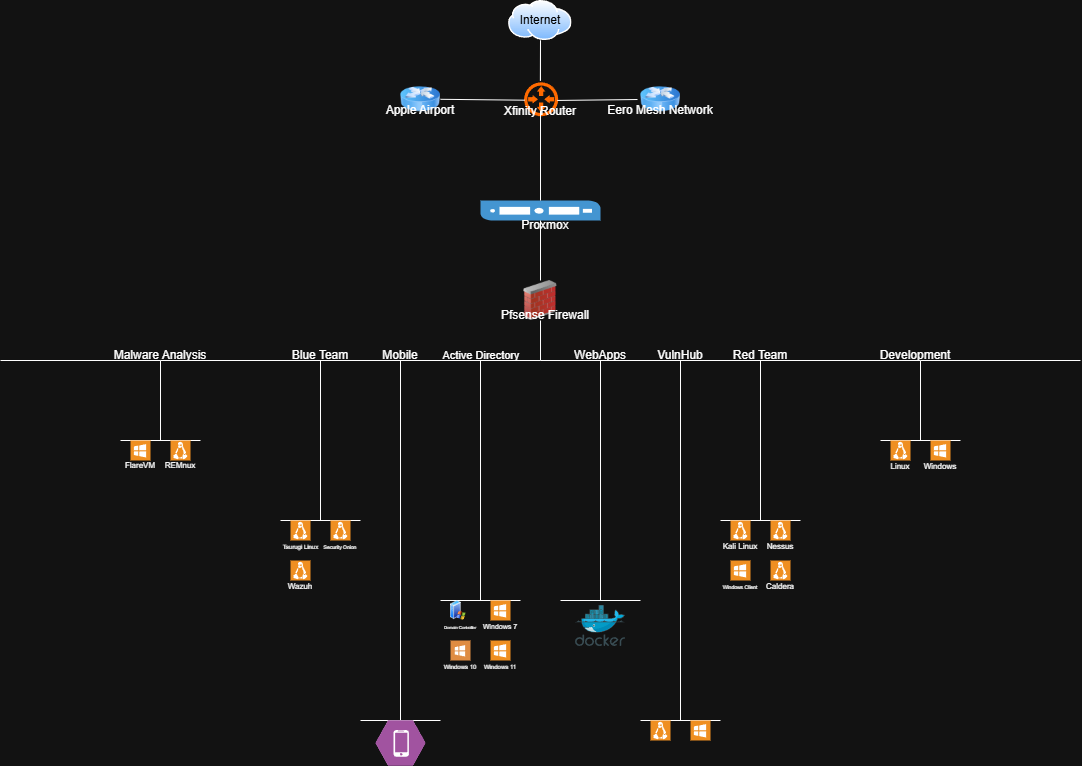 Internet
Apple Airport
Xfinity Router
Eero Mesh Network
Proxmox
Pfsense Firewall
Malware Analysis
Blue Team
Mobile
Active Directory
WebApps
VulnHub
Red Team
Development
FlareVM
REMnux
Linux
Windows
Tsurugi Linux
Security Onion
Kali Linux
Nessus
Wazuh
Windows Client
Caldera
Domain Controller
Windows 7
docker
Windows 10
Windows 11